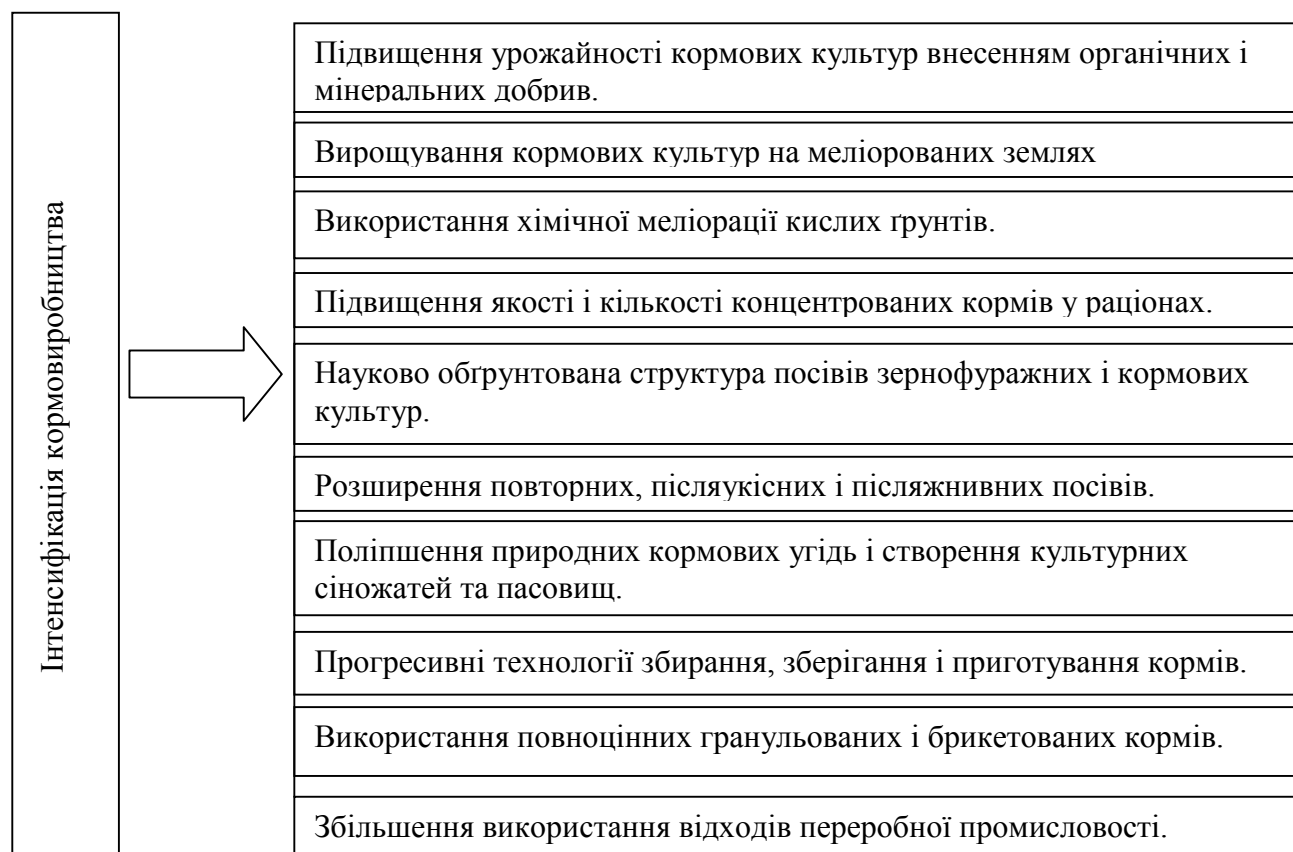 Інтенсифікація кормовиробництва
Підвищення урожайності кормових культур внесенням органічних і
мінеральних добрив.
Вирощування кормових культур на меліорованих землях
Використання хімічної меліорації кислих ґрунтів.
Підвищення якості і кількості концентрованих кормів у раціонах.
Науково обґрунтована структура посівів зернофуражних і кормових
культур.
Розширення повторних, післяукісних і післяжнивних посівів.
Поліпшення природних кормових угідь і створення культурних
сіножатей та пасовищ.
Прогресивні технології збирання, зберігання і приготування кормів.
Використання повноцінних гранульованих і брикетованих кормів.
Збільшення використання відходів переробної промисловості.